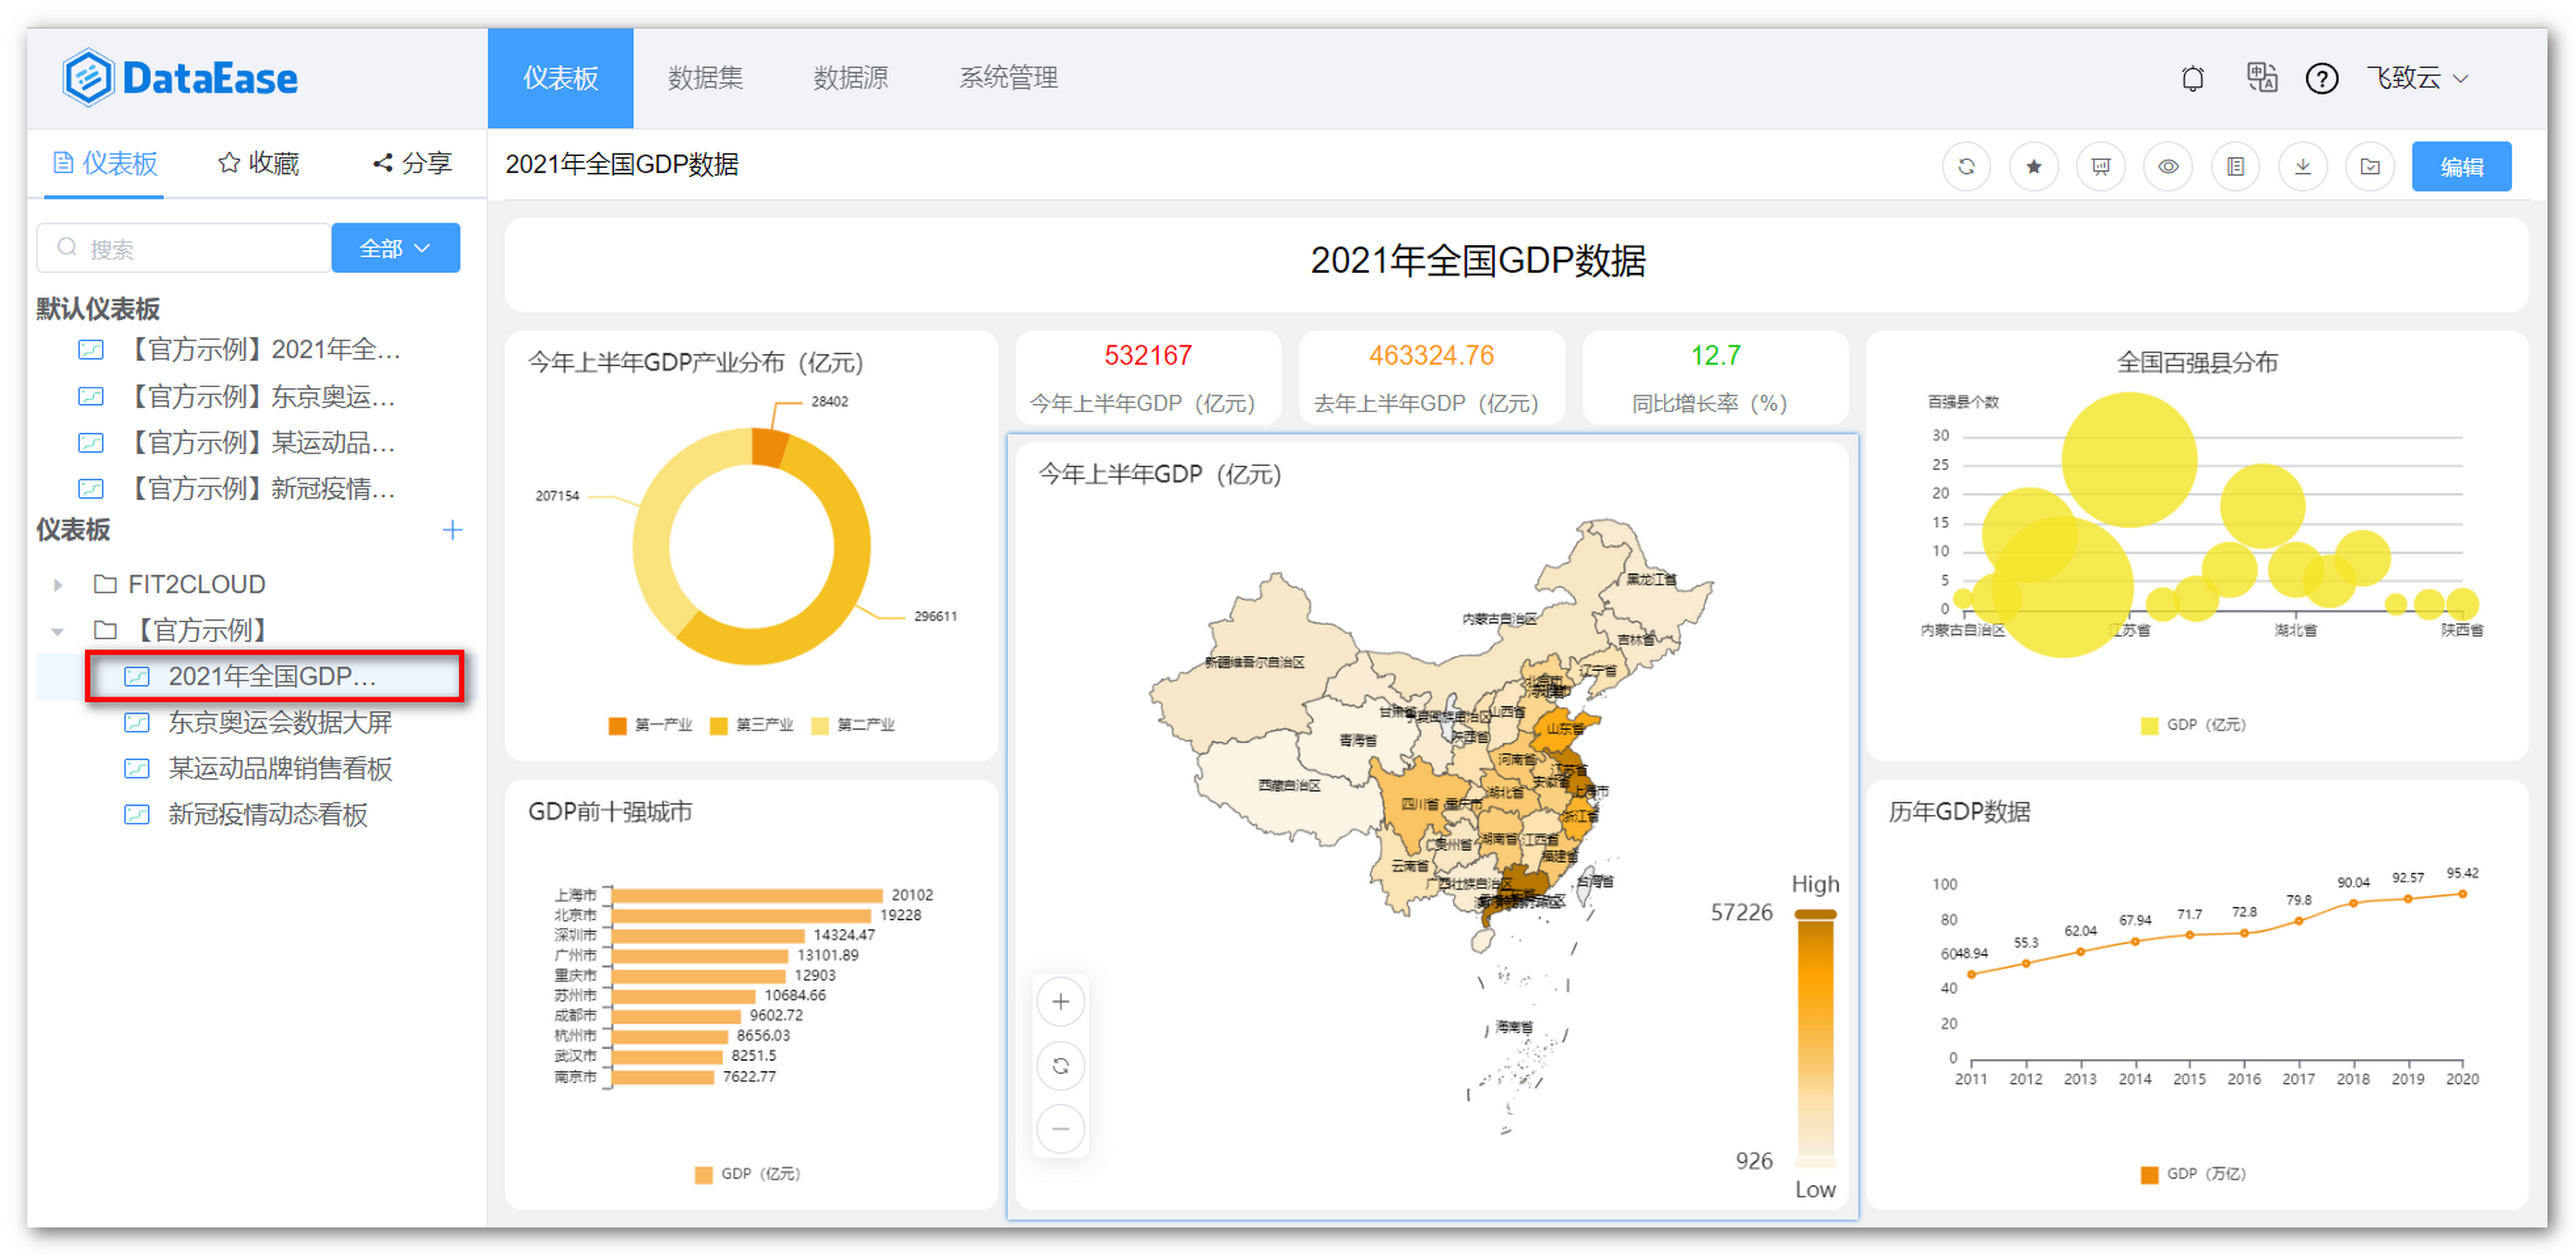 DataEase
仪表板 数据集 数据源 系统管理
飞致云
仪表板 收藏 分享
2021年全国GDP数据
编辑
搜索 全部
默认仪表板
【官方示例】2021年全...
【官方示例】东京奥运...
【官方示例】某运动品...
【官方示例】新冠疫情...
仪表板
FIT2CLOUD
【官方示例】
2021年全国GDP...
东京奥运会数据大屏
某运动品牌销售看板
新冠疫情动态看板
2021年全国GDP数据
今年上半年GDP产业分布（亿元）
28402
207154
296611
第一产业 第三产业 第二产业
532167
今年上半年GDP（亿元）
463324.76
去年上半年GDP（亿元）
12.7
同比增长率（%）
全国百强县分布
百强县个数
30
25
20
15
10
5
0
内蒙古自治区 江苏省 湖北省 陕西省
GDP（亿元）
GDP前十强城市
上海市 20102
北京市 19228
深圳市 14324.47
广州市 13101.89
重庆市 12903
苏州市 10684.66
成都市 9602.72
杭州市 8656.03
武汉市 8251.5
南京市 7622.77
GDP（亿元）
今年上半年GDP（亿元）
黑龙江省
内蒙古自治区
吉林省
新疆维吾尔自治区
辽宁省
北京市
甘肃省
山西省
山东省
陕西省
青海省
河南省
江苏省
西藏自治区
安徽省
上海市
四川省 重庆市 湖北省
浙江省
贵州省 湖南省 江西省
云南省
福建省
广西壮族自治区
台湾省
海南省
High
57226
926
Low
历年GDP数据
100
80
60
40
20
0
48.94 55.3 62.04 67.94 71.7 72.8 79.8 90.04 92.57 95.42
2011 2012 2013 2014 2015 2016 2017 2018 2019 2020
GDP（万亿）